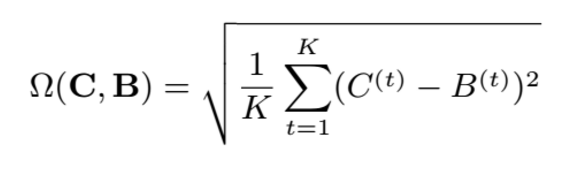 Ω(C, B) = √(1/K ∑_{t=1}^{K} (C^{(t)} − B^{(t)})²)